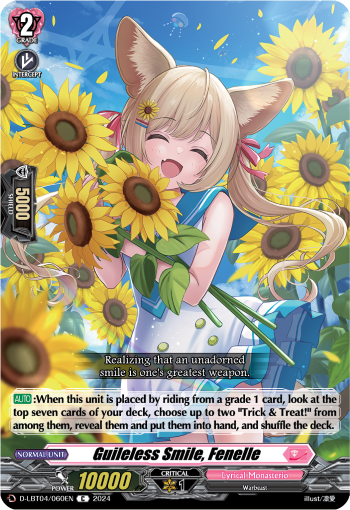 2
GRADE
INTERCEPT
5000
SHIELD
Realizing that an unadorned
smile is one's greatest weapon.
AUTO:When this unit is placed by riding from a grade 1 card, look at the
top seven cards of your deck, choose up to two "Trick & Treat!" from
among them, reveal them and put them into hand, and shuffle the deck.
NORMAL UNIT
Guileless Smile, Fenelle
POWER 10000
CRITICAL
1
Lyrical Monasterio
Warbeast
D-LBT04/060EN C 2024
illust/凛愛